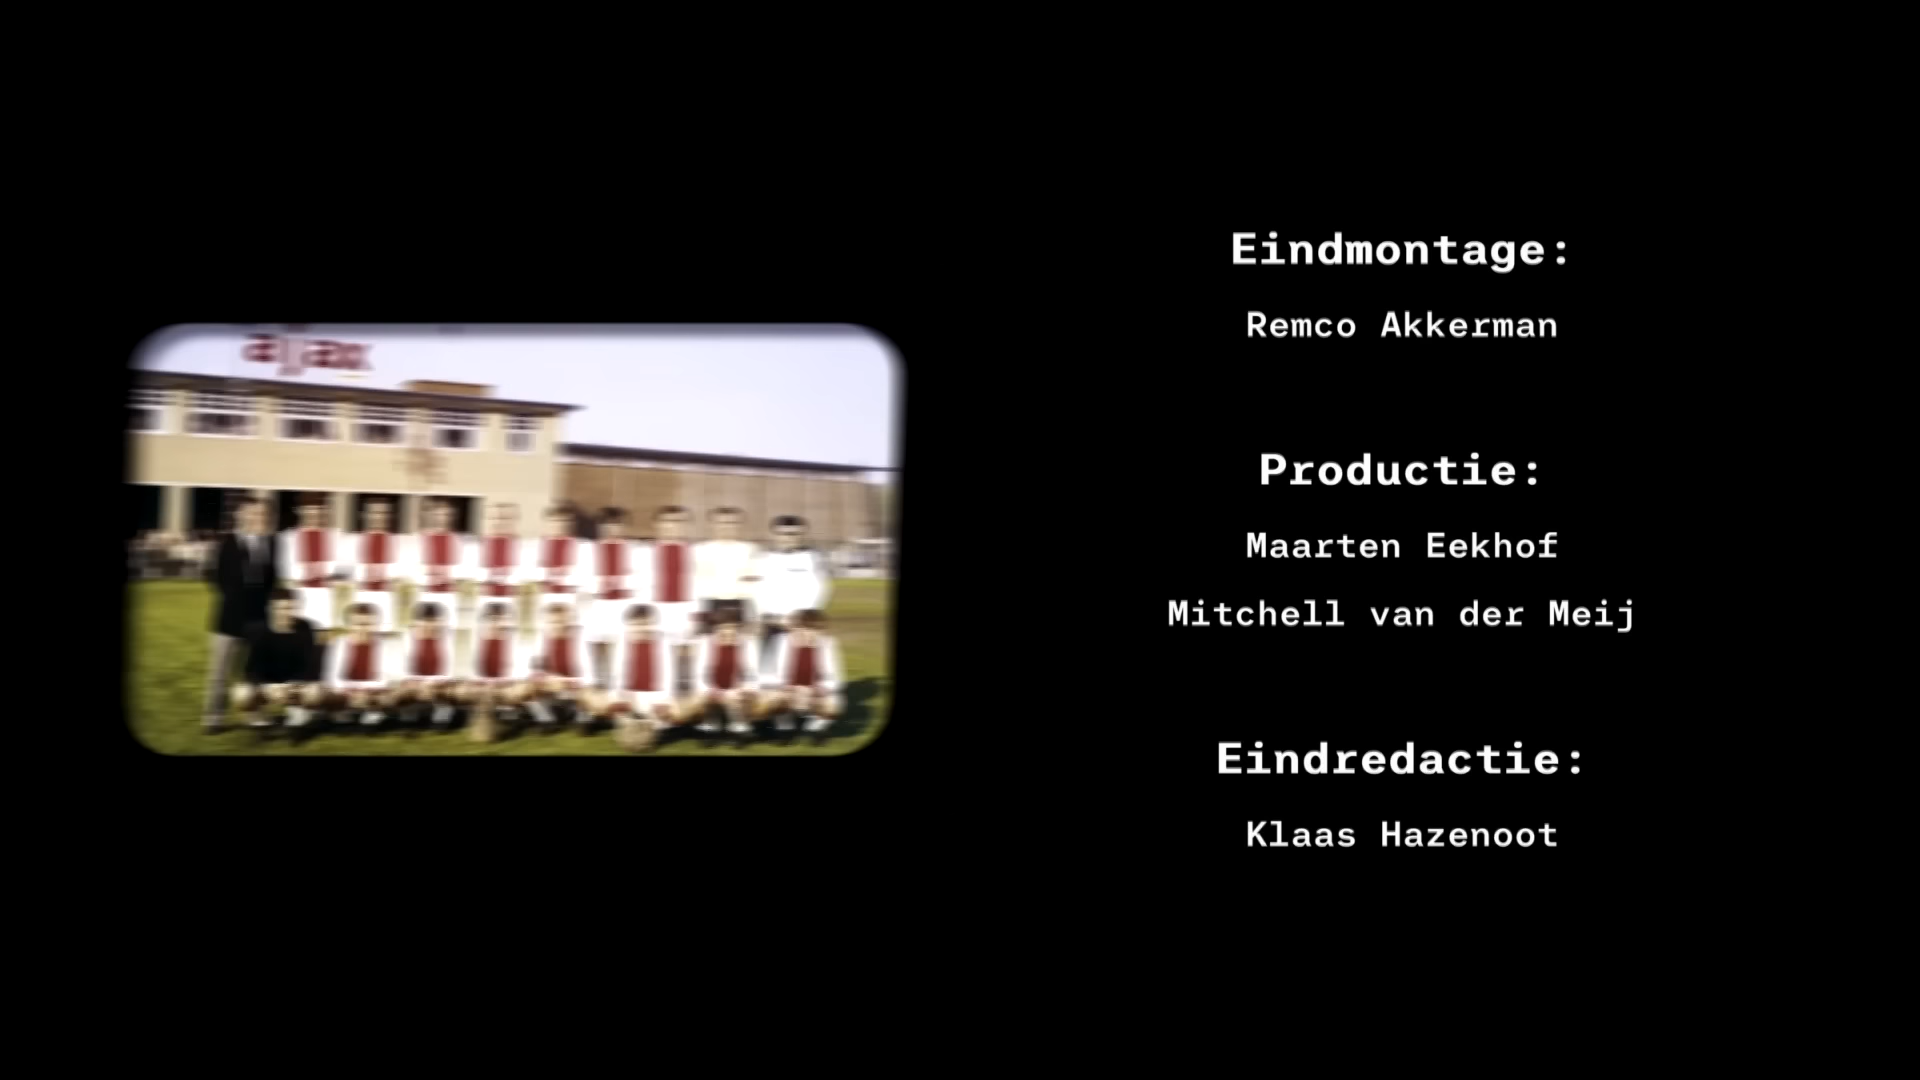 ajax
Eindmontage:
Remco Akkerman
Productie:
Maarten Eekhof
Mitchell van der Meij
Eindredactie:
Klaas Hazenoot